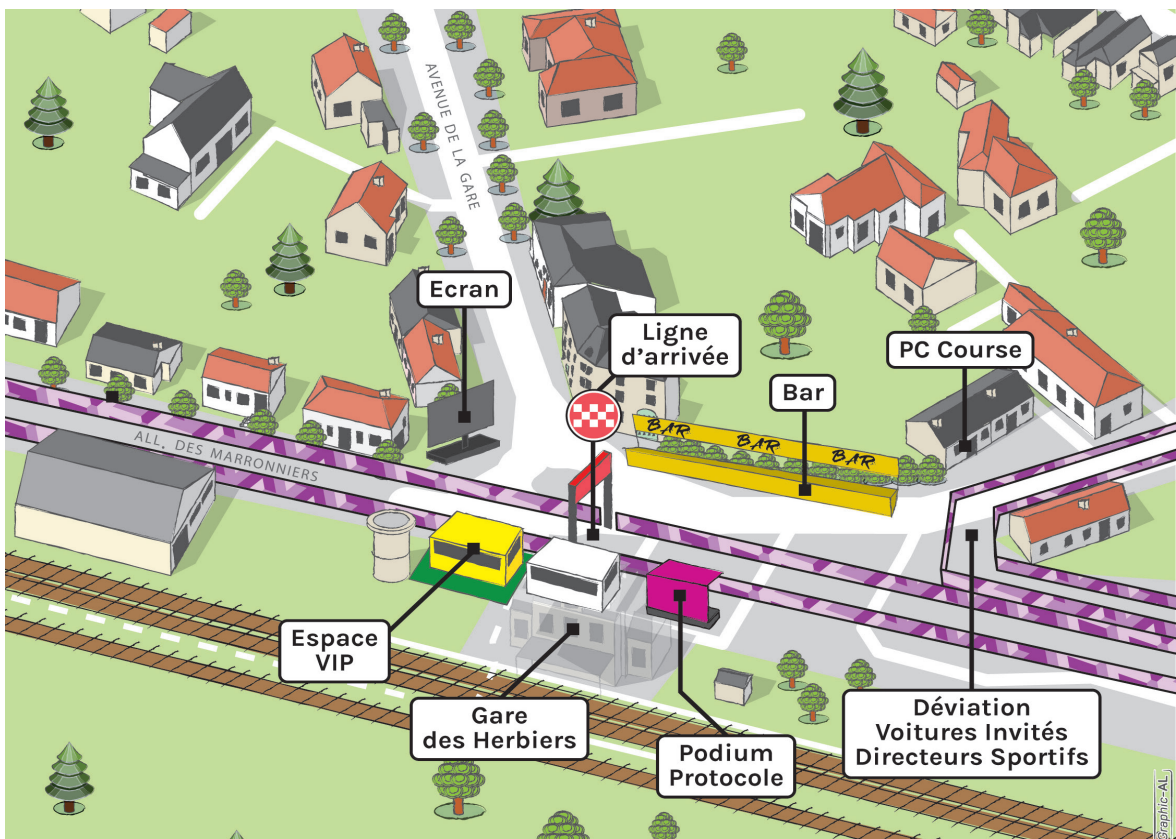 AVENUE DE LA GARE
Ecran
Ligne
d'arrivée
PC Course
Bar
BAR
BAR
BAR
ALL. DES MARRONNIERS
Espace
VIP
Gare
des Herbiers
Podium
Protocole
Déviation
Voitures Invités
Directeurs Sportifs
Graphic-AL